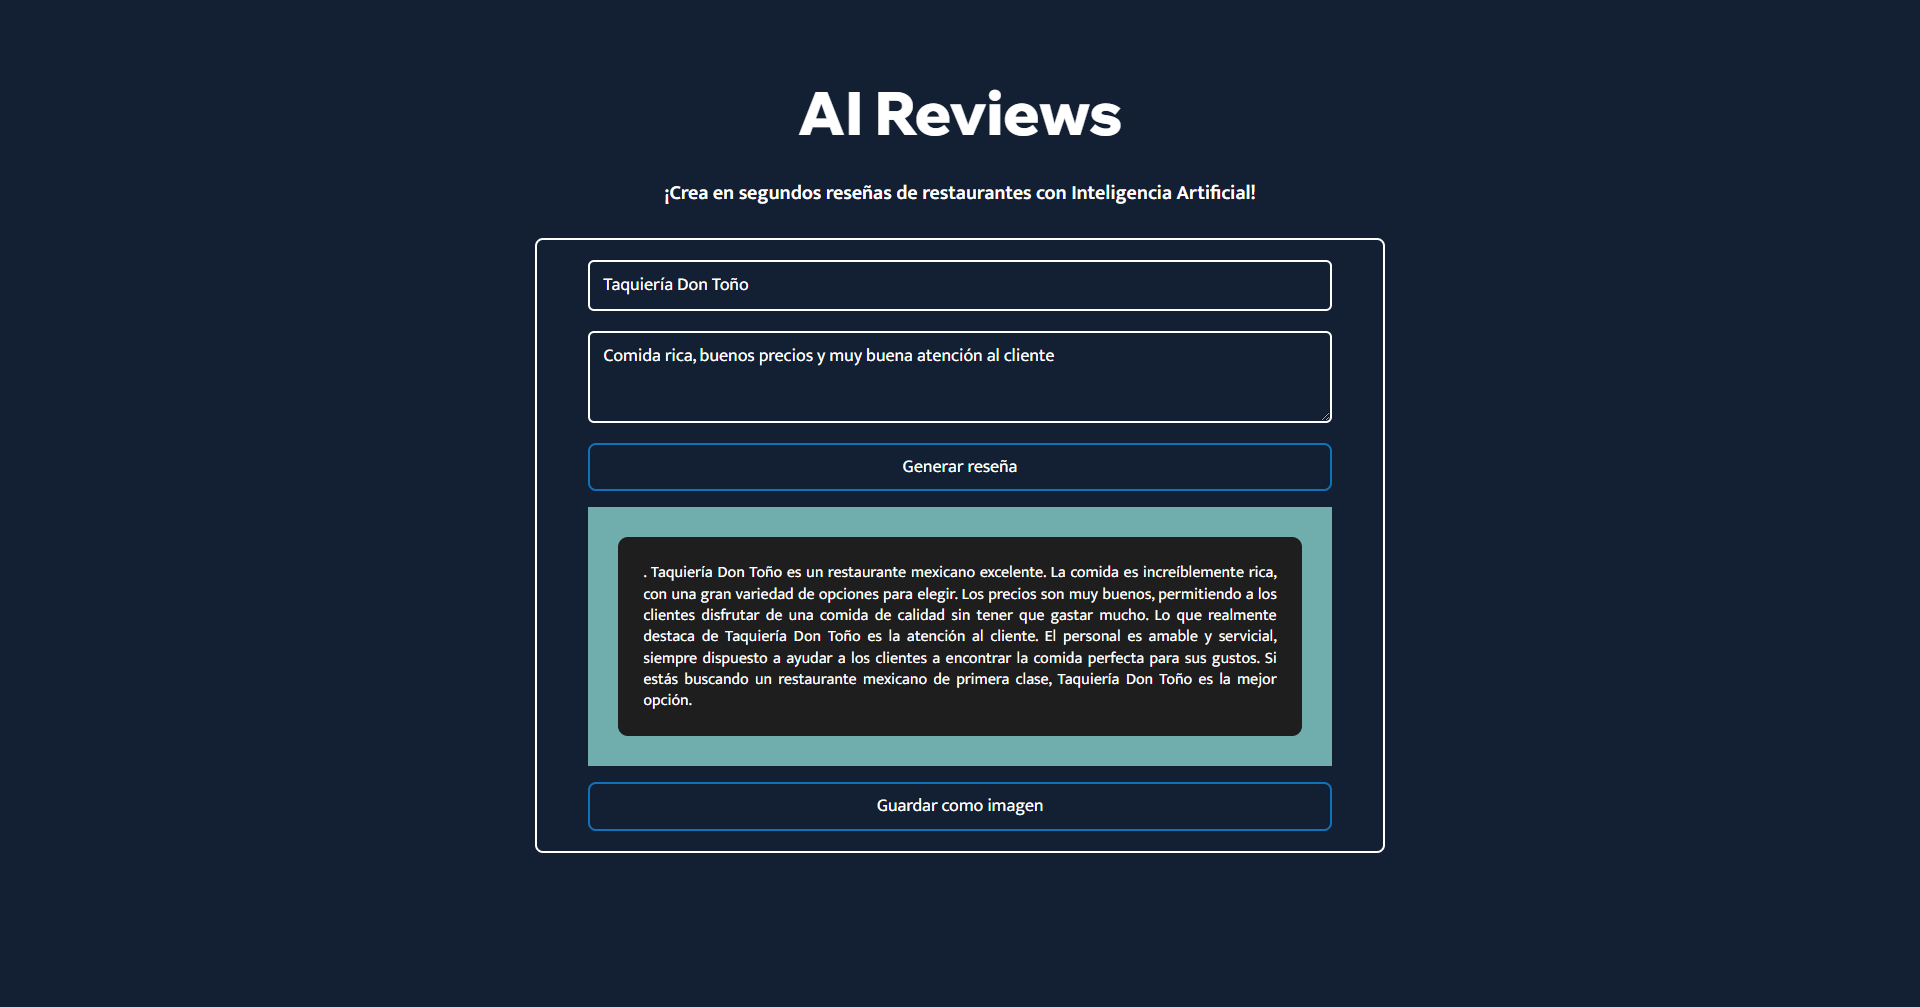 AI Reviews
¡Crea en segundos reseñas de restaurantes con Inteligencia Artificial!
Taquiería Don Toño
Comida rica, buenos precios y muy buena atención al cliente
Generar reseña
. Taquiería Don Toño es un restaurante mexicano excelente. La comida es increíblemente rica,
con una gran variedad de opciones para elegir. Los precios son muy buenos, permitiendo a los
clientes disfrutar de una comida de calidad sin tener que gastar mucho. Lo que realmente
destaca de Taquiería Don Toño es la atención al cliente. El personal es amable y servicial,
siempre dispuesto a ayudar a los clientes a encontrar la comida perfecta para sus gustos. Si
estás buscando un restaurante mexicano de primera clase, Taquiería Don Toño es la mejor
opción.
Guardar como imagen